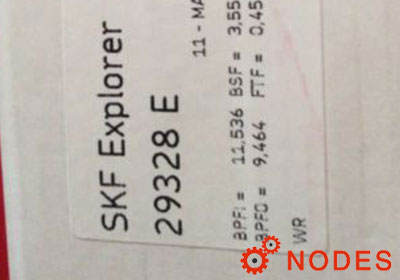 SKF Explorer
29328 E
11 - MA
BPFI = 11,536 BSF = 3,55
BPFO = 9,464 FTF = 0,45
WR
NODES